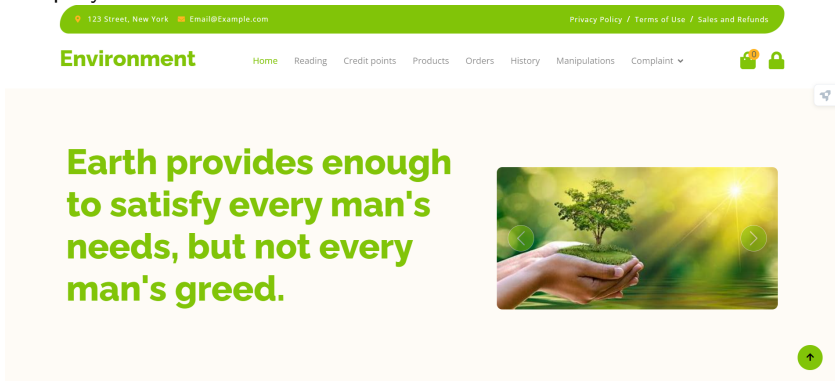 123 Street, New York Email@Example.com Privacy Policy / Terms of Use / Sales and Refunds
Environment Home Reading Credit points Products Orders History Manipulations Complaint 0
Earth provides enough
to satisfy every man's
needs, but not every
man's greed.